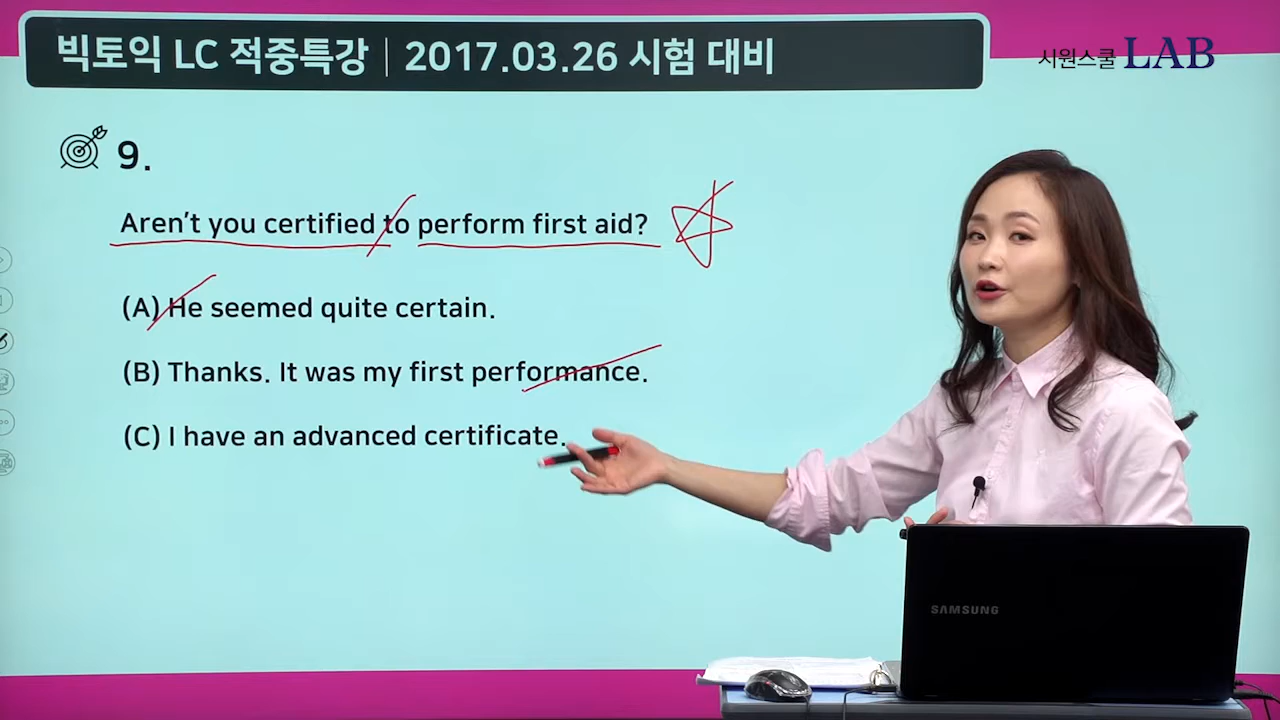 빅토익 LC 적중특강 | 2017.03.26 시험 대비
시원스쿨 LAB
9.
Aren't you certified to perform first aid?
(A) He seemed quite certain.
(B) Thanks. It was my first performance.
(C) I have an advanced certificate.
SAMSUNG